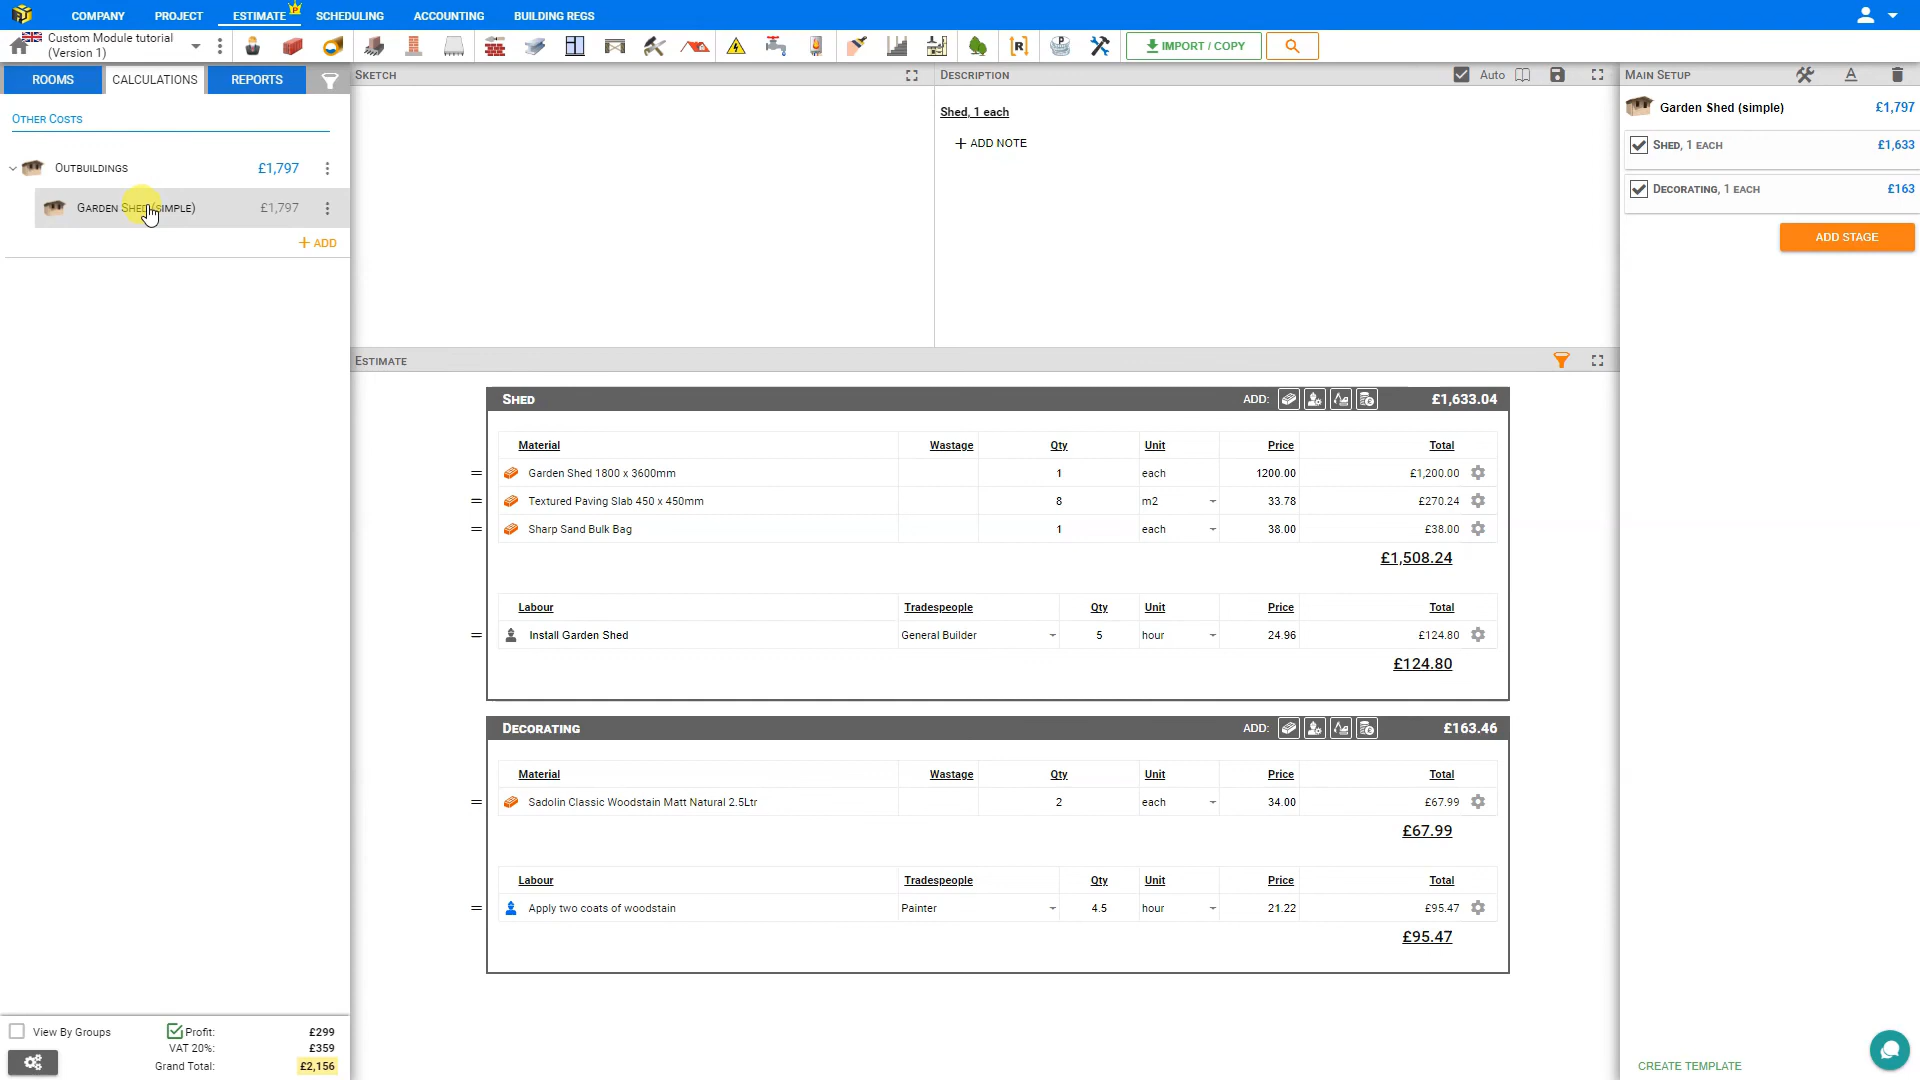 COMPANY PROJECT ESTIMATE SCHEDULING ACCOUNTING BUILDING REGS
Custom Module tutorial
(Version 1)
IMPORT / COPY
ROOMS CALCULATIONS REPORTS
SKETCH
DESCRIPTION
Auto
MAIN SETUP
OTHER COSTS
Shed, 1 each
Garden Shed (simple) £1,797
+ ADD NOTE
SHED, 1 EACH £1,633
OUTBUILDINGS £1,797
DECORATING, 1 EACH £163
GARDEN SHED (SIMPLE) £1,797
ADD STAGE
+ ADD
ESTIMATE
SHED ADD: £1,633.04
Material Wastage Qty Unit Price Total
Garden Shed 1800 x 3600mm 1 each 1200.00 £1,200.00
Textured Paving Slab 450 x 450mm 8 m2 33.78 £270.24
Sharp Sand Bulk Bag 1 each 38.00 £38.00
£1,508.24
Labour Tradespeople Qty Unit Price Total
Install Garden Shed General Builder 5 hour 24.96 £124.80
£124.80
DECORATING ADD: £163.46
Material Wastage Qty Unit Price Total
Sadolin Classic Woodstain Matt Natural 2.5Ltr 2 each 34.00 £67.99
£67.99
Labour Tradespeople Qty Unit Price Total
Apply two coats of woodstain Painter 4.5 hour 21.22 £95.47
£95.47
View By Groups Profit: £299
VAT 20%: £359
Grand Total: £2,156
CREATE TEMPLATE